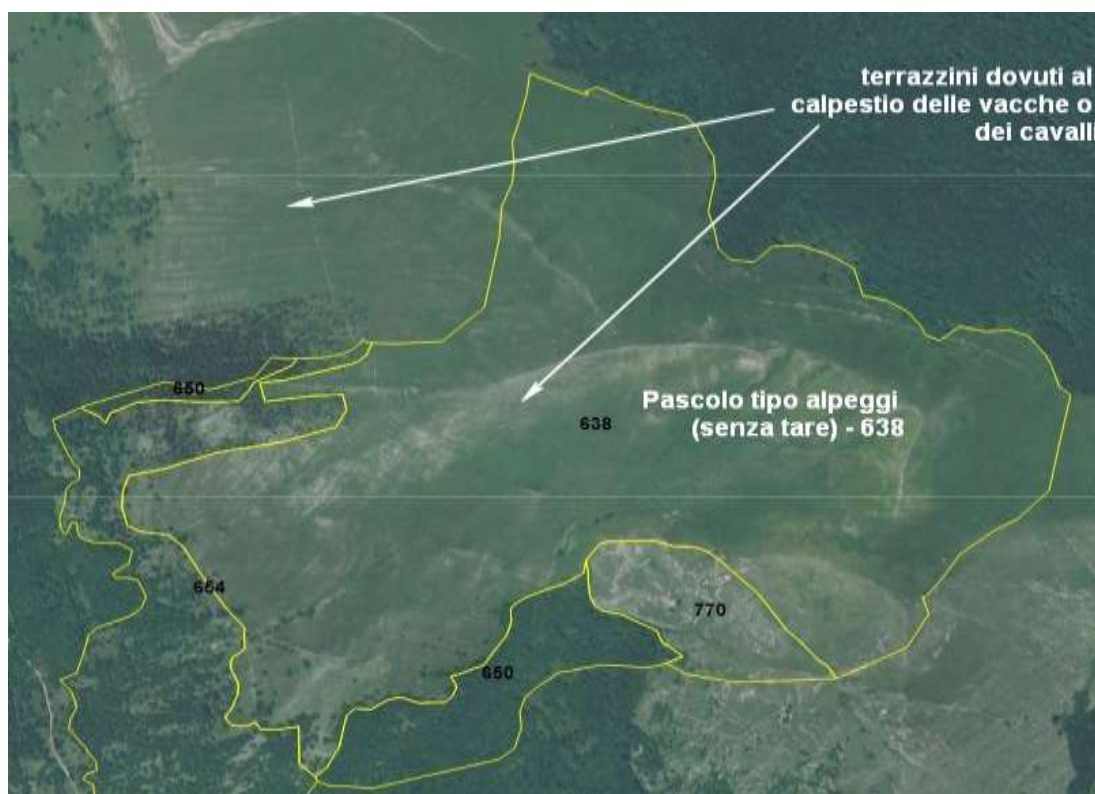 terrazzini dovuti al
calpestio delle vacche o
dei cavalli
650
638
Pascolo tipo alpeggi
(senza tare) - 638
654
770
650